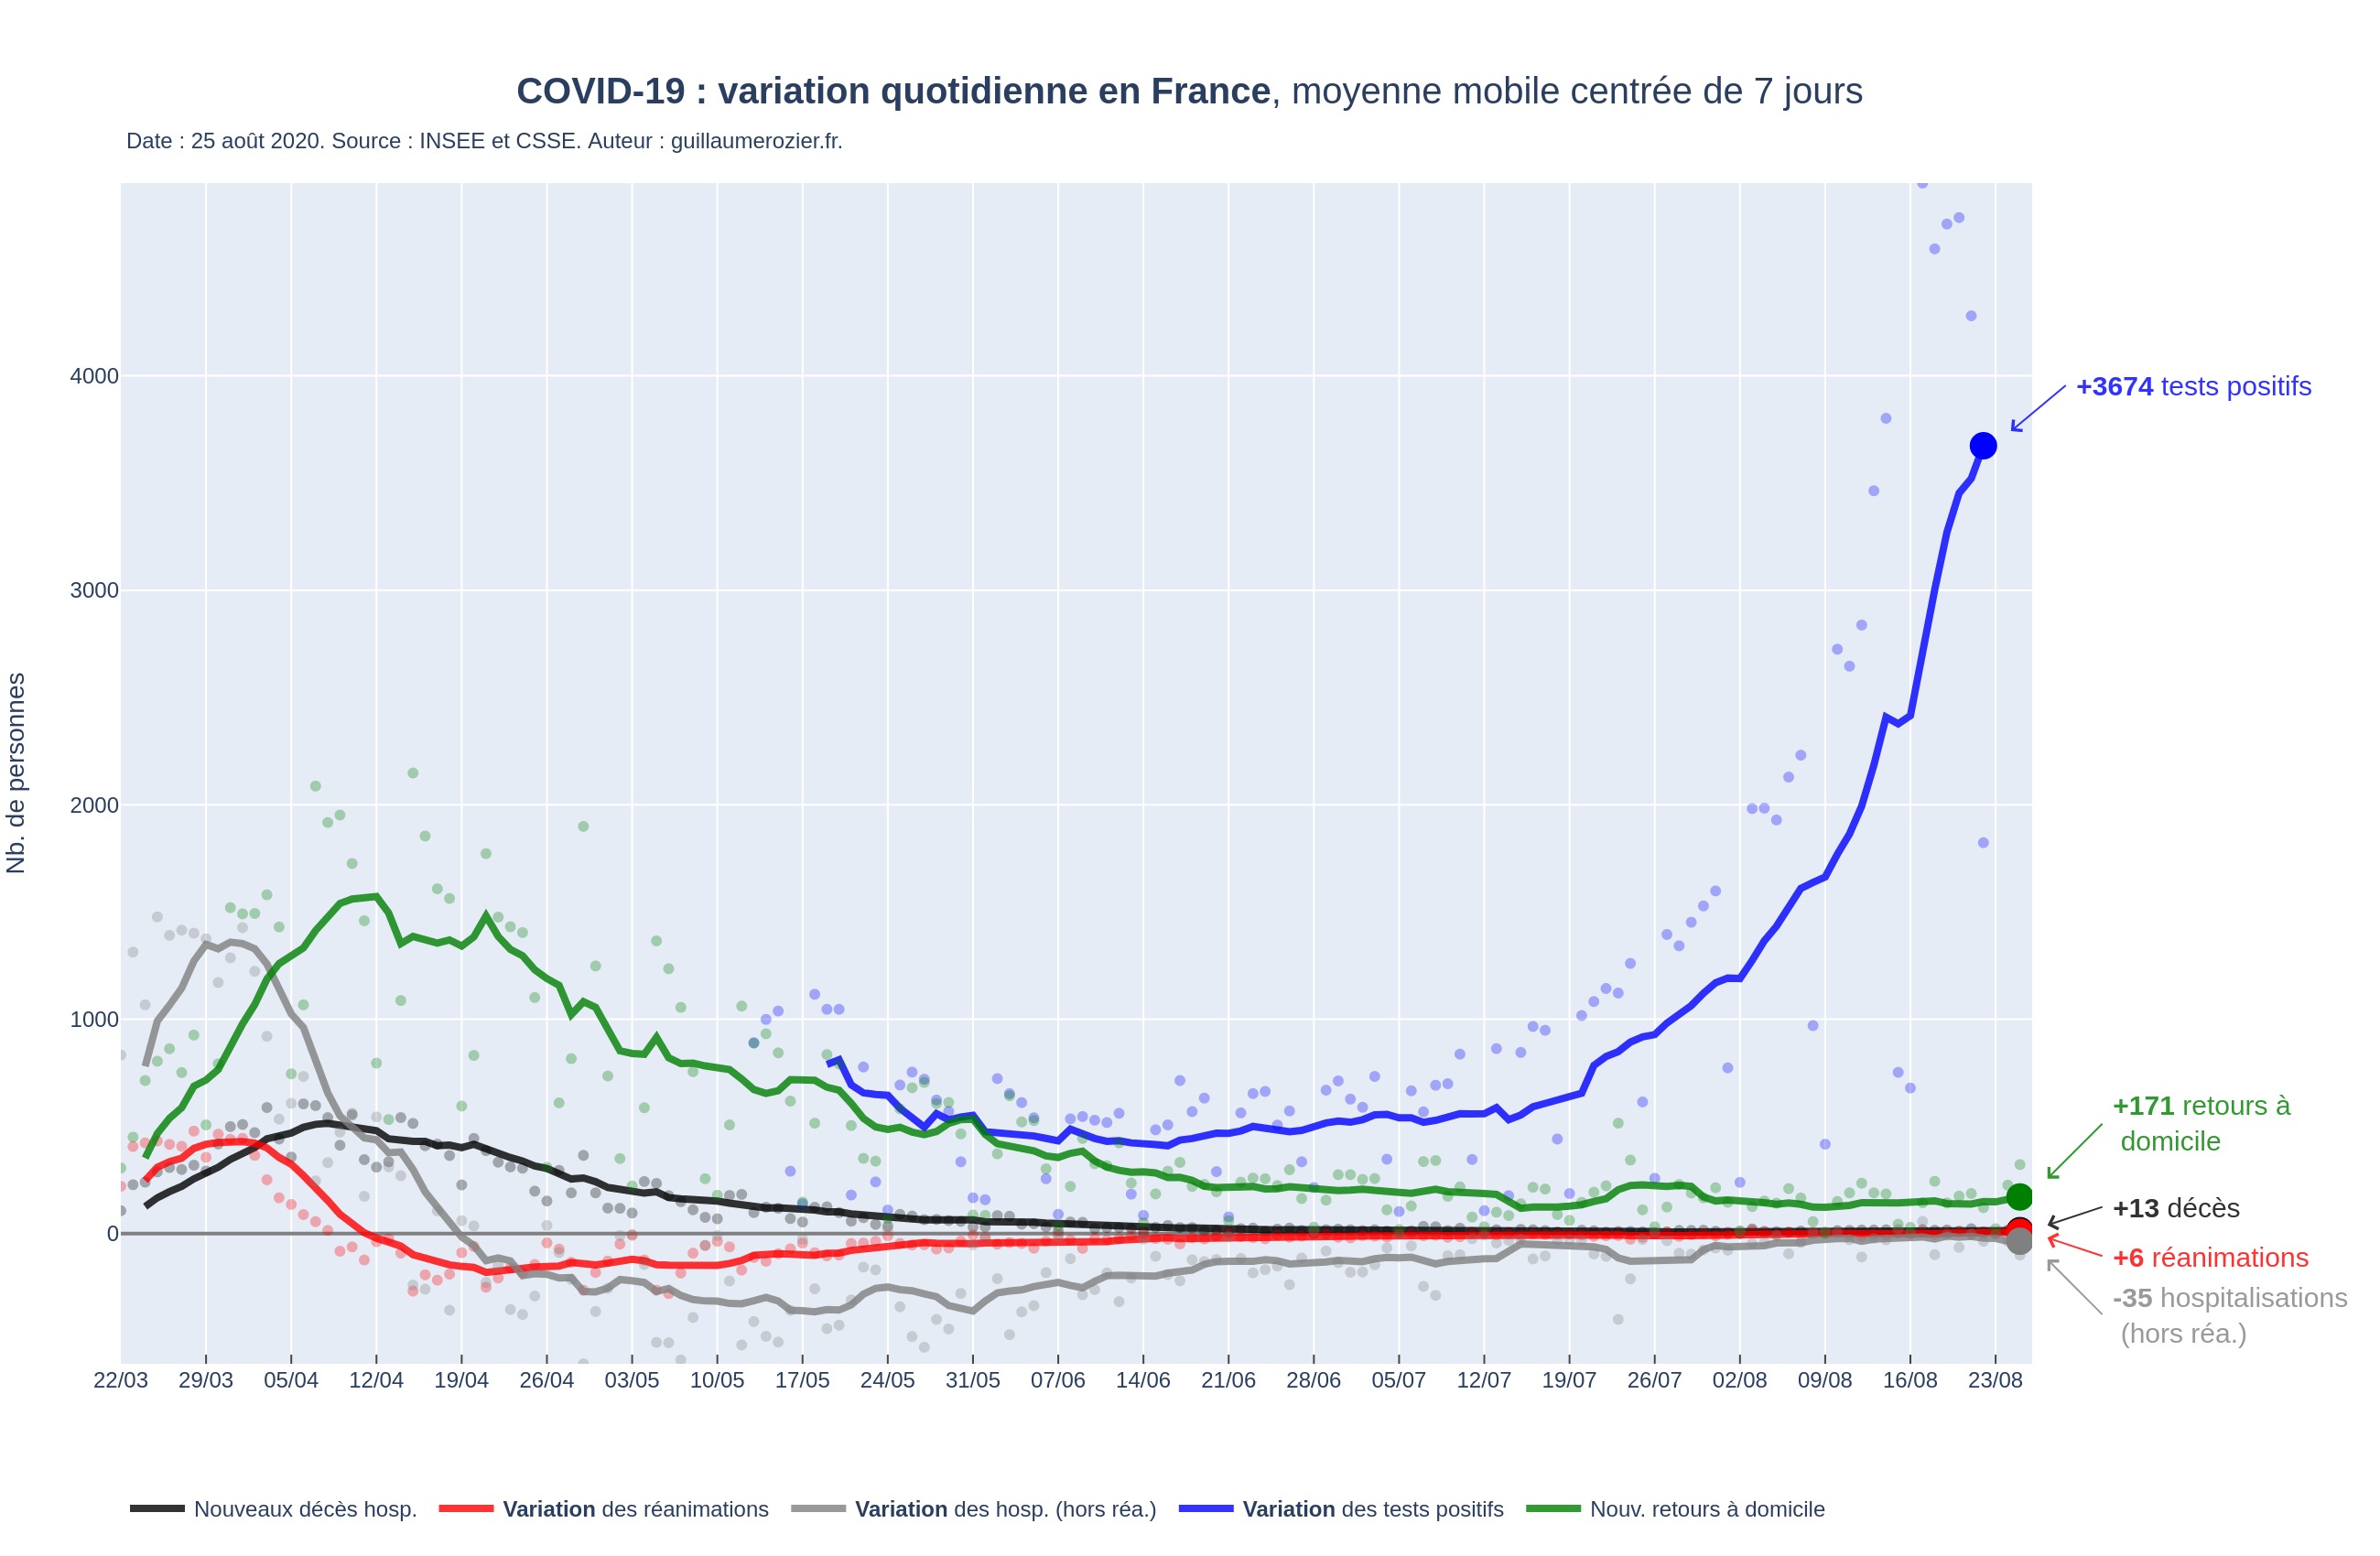 COVID-19 : variation quotidienne en France, moyenne mobile centrée de 7 jours
Date : 25 août 2020. Source : INSEE et CSSE. Auteur : guillaumerozier.fr.
Nb. de personnes
4000
3000
2000
1000
0
+3674 tests positifs
+171 retours à
domicile
+13 décès
+6 réanimations
-35 hospitalisations
(hors réa.)
22/03 29/03 05/04 12/04 19/04 26/04 03/05 10/05 17/05 24/05 31/05 07/06 14/06 21/06 28/06 05/07 12/07 19/07 26/07 02/08 09/08 16/08 23/08
Nouveaux décès hosp. Variation des réanimations Variation des hosp. (hors réa.) Variation des tests positifs Nouv. retours à domicile